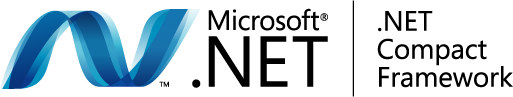 Microsoft®
.NET
™
.NET
Compact
Framework